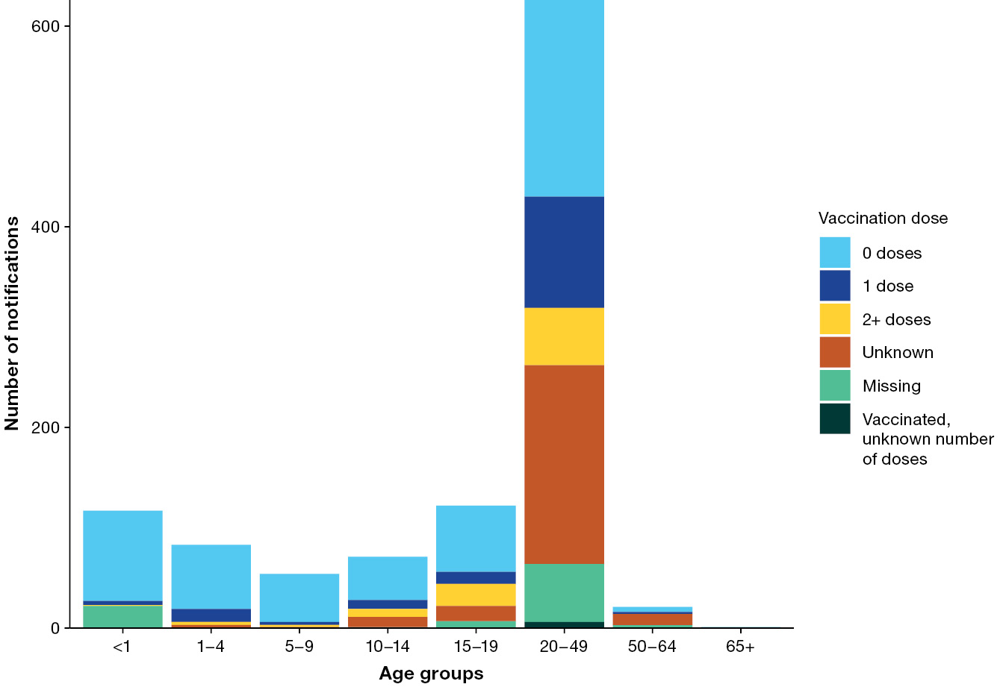 600
400
200
0
Number of notifications
<1
1–4
5–9
10–14
15–19
20–49
50–64
65+
Age groups
Vaccination dose
0 doses
1 dose
2+ doses
Unknown
Missing
Vaccinated,
unknown number
of doses